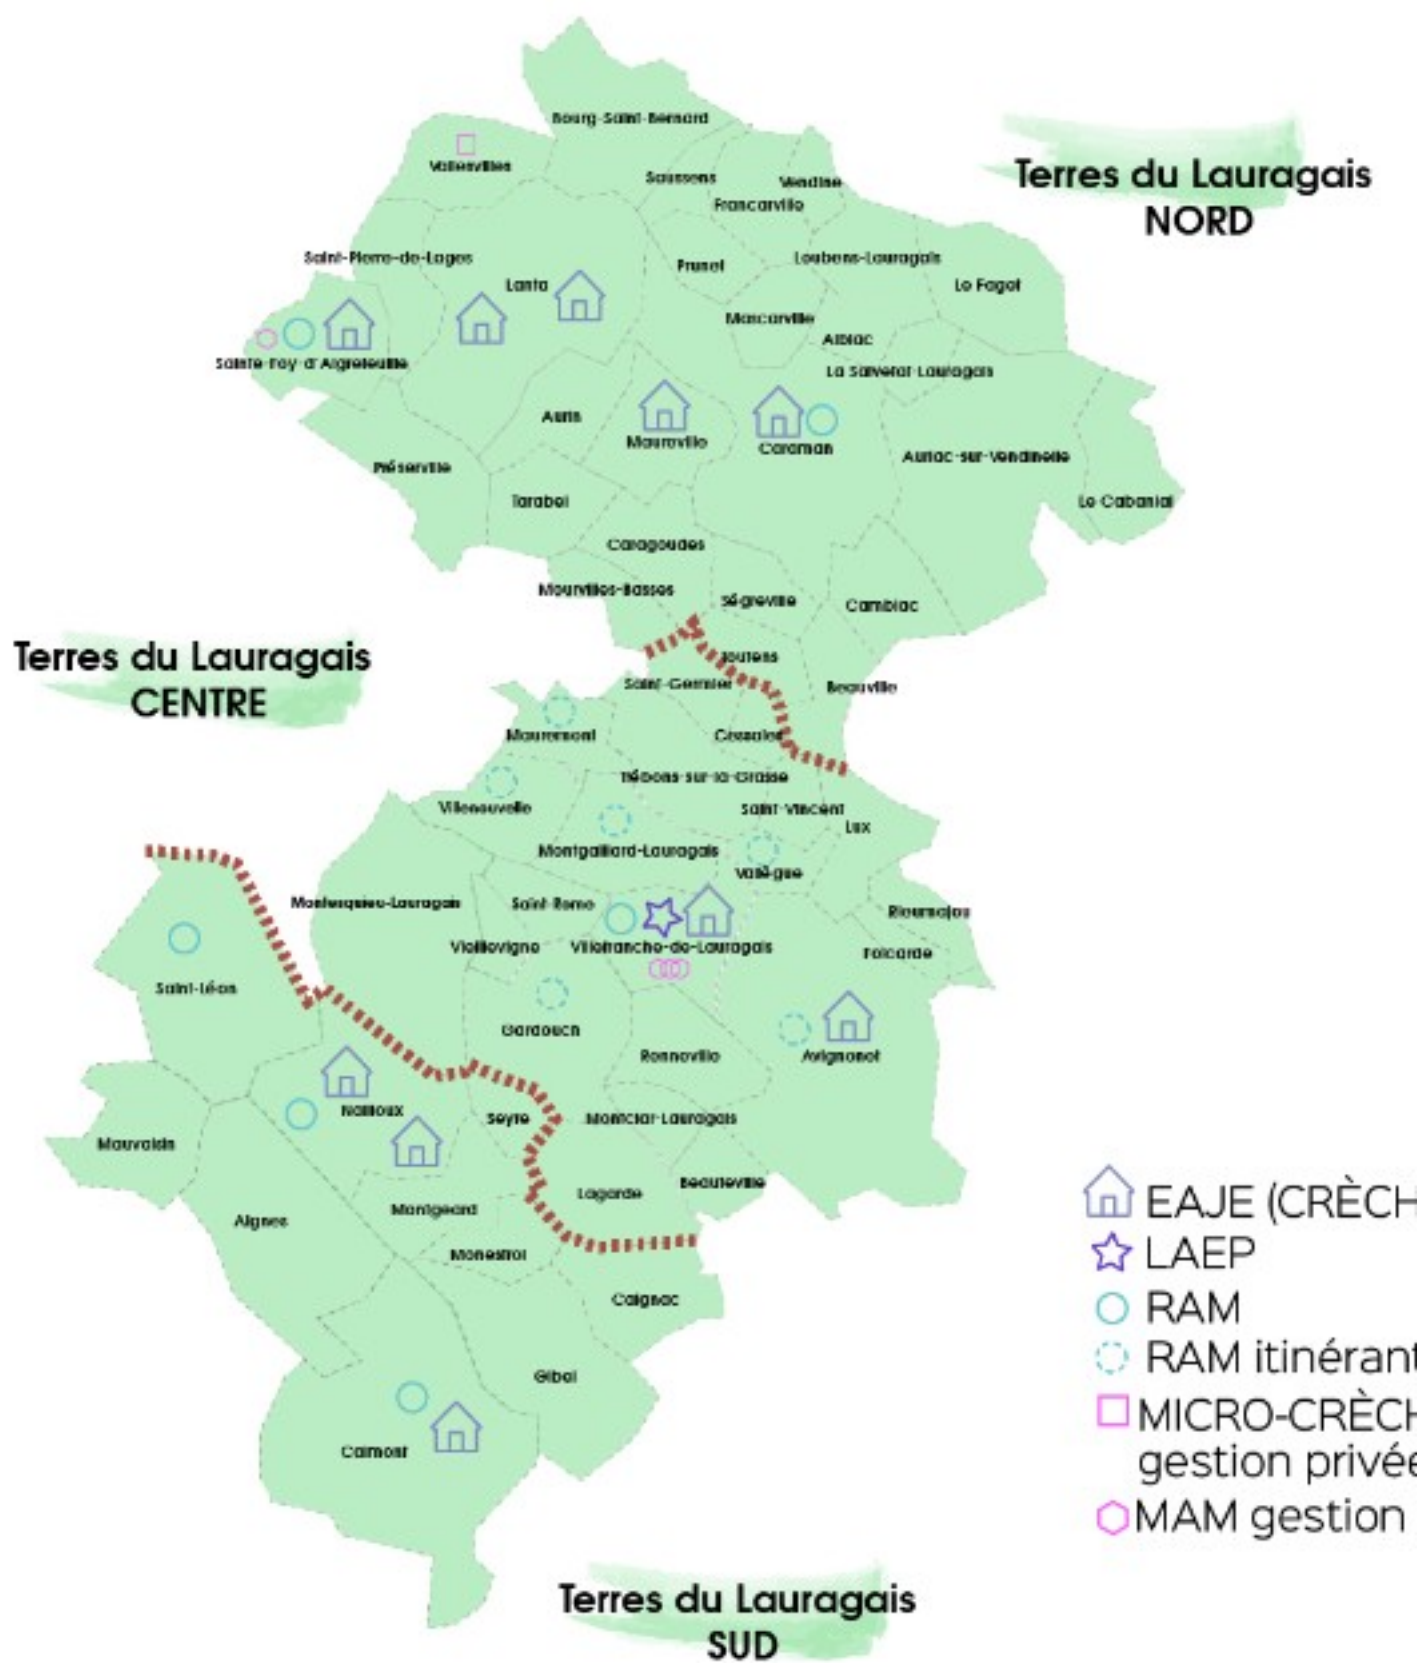 Bourg-Saint-Bernard
Vallesvilles
Saussens
Vendine
Francarville
Terres du Lauragais
NORD
Saint-Pierre-de-Lages
Prunet
Loubens-Lauragais
Lanta
Le Faget
Mascarville
Albiac
Sainte-Foy-d'Aigrefeuille
La Salvetat-Lauragais
Aurin
Maureville
Caraman
Auriac-sur-Vendinelle
Préserville
Tarabel
Le Cabanial
Caragoudes
Mourvilles-Basses
Ségreville
Cambiac
Terres du Lauragais
CENTRE
Toutens
Saint-Germier
Beauville
Mauremont
Cessales
Trébons-sur-la-Grasse
Villenouvelle
Saint-Vincent
Lux
Montgaillard-Lauragais
Vallègue
Montesquieu-Lauragais
Saint-Rome
Rieumajou
Vieillevigne
Villefranche-de-Lauragais
Folcarde
Saint-Léon
Gardouch
Renneville
Avignonet
Nailloux
Seyre
Montclar-Lauragais
Mauvaisin
Beauteville
Lagarde
Montgeard
Aignes
Monestrol
Caignac
Gibel
Calmont
EAJE (CRÈCH
LAEP
RAM
RAM itinérant
MICRO-CRÈCH
gestion privée
MAM gestion
Terres du Lauragais
SUD